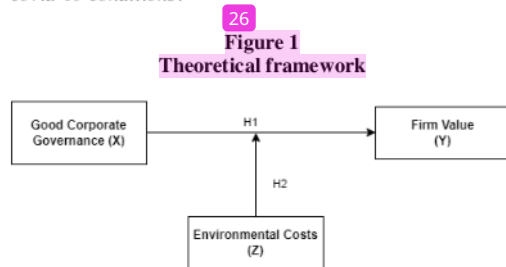 26
Figure 1
Theoretical framework
Good Corporate
Governance (X)
H1
Firm Value
(Y)
H2
Environmental Costs
(Z)